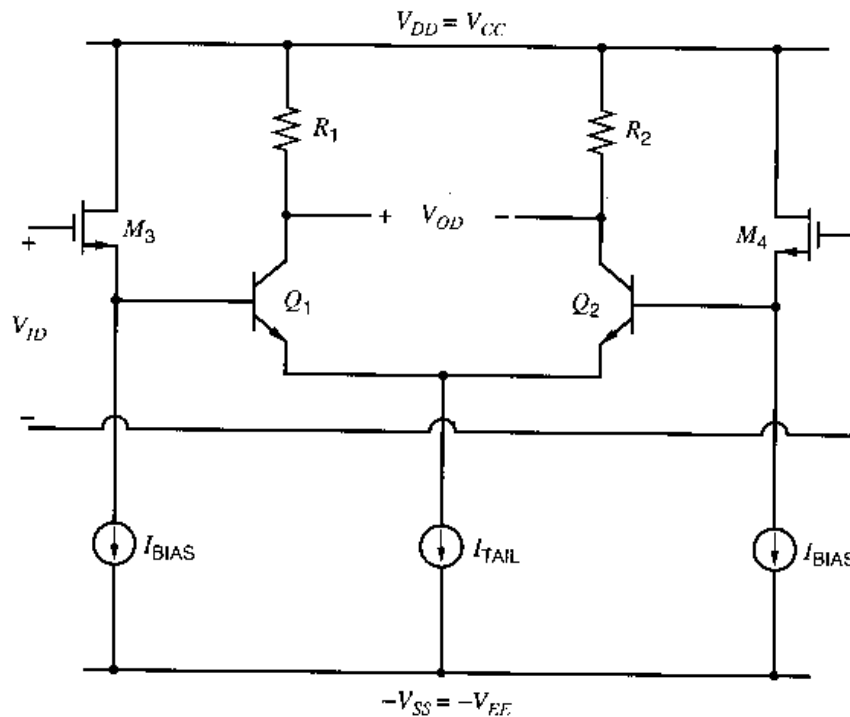 V_DD = V_CC
R_1
R_2
+ V_OD −
+
M_3
M_4
Q_1
Q_2
V_ID
−
I_BIAS
I_TAIL
I_BIAS
−V_SS = −V_EE